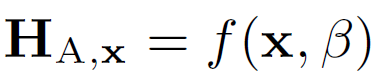 H_{A,x} = f(x, β)